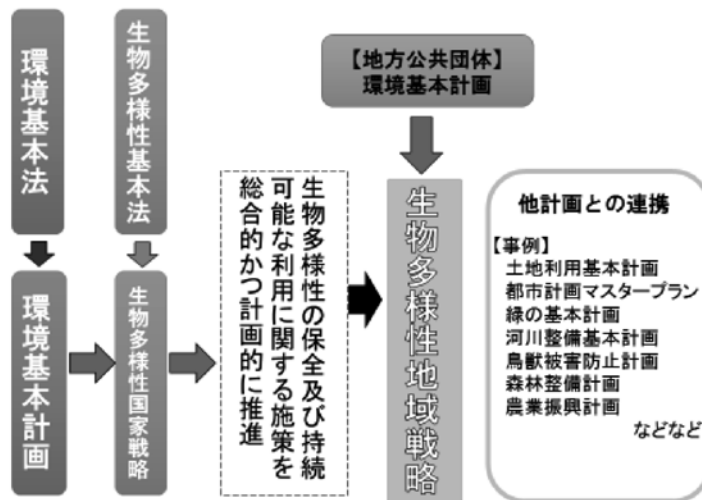 環境基本法
生物多様性基本法
【地方公共団体】
環境基本計画
環境基本計画
生物多様性国家戦略
生物多様性の保全及び持続
可能な利用に関する施策を
総合的かつ計画的に推進
生物多様性地域戦略
他計画との連携
【事例】
土地利用基本計画
都市計画マスタープラン
緑の基本計画
河川整備基本計画
鳥獣被害防止計画
森林整備計画
農業振興計画
などなど